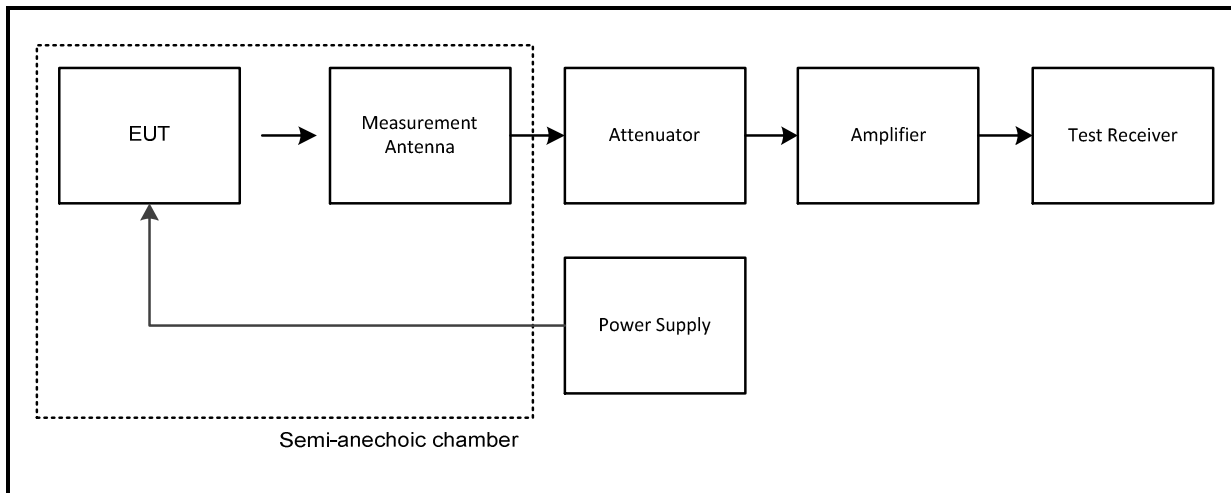 EUT
Measurement
Antenna
Attenuator
Amplifier
Test Receiver
Power Supply
Semi-anechoic chamber